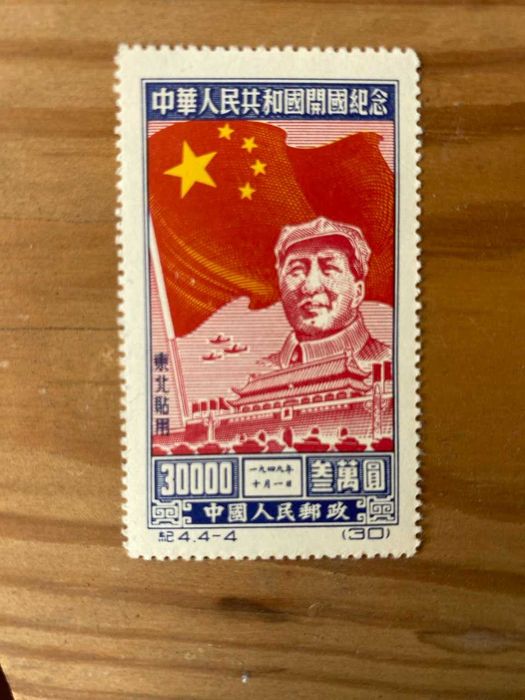 中華人民共和國開國紀念
東北貼用
30000 一九四九年 叁萬圓
十月一日
中國人民郵政
紀4.4-4 (30)